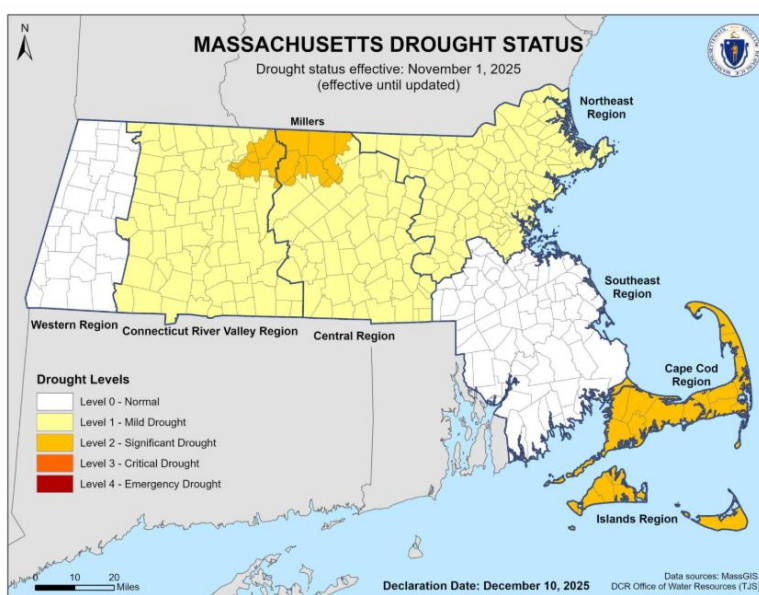 N
MASSACHUSETTS DROUGHT STATUS
Drought status effective: November 1, 2025
(effective until updated)
Northeast
Region
Millers
Southeast
Region
Western Region
Connecticut River Valley Region
Central Region
Cape Cod
Region
Drought Levels
Level 0 - Normal
Level 1 - Mild Drought
Level 2 - Significant Drought
Level 3 - Critical Drought
Level 4 - Emergency Drought
Islands Region
0 10 20
Miles
Declaration Date: December 10, 2025
Data sources: MassGIS,
DCR Office of Water Resources (TJS)